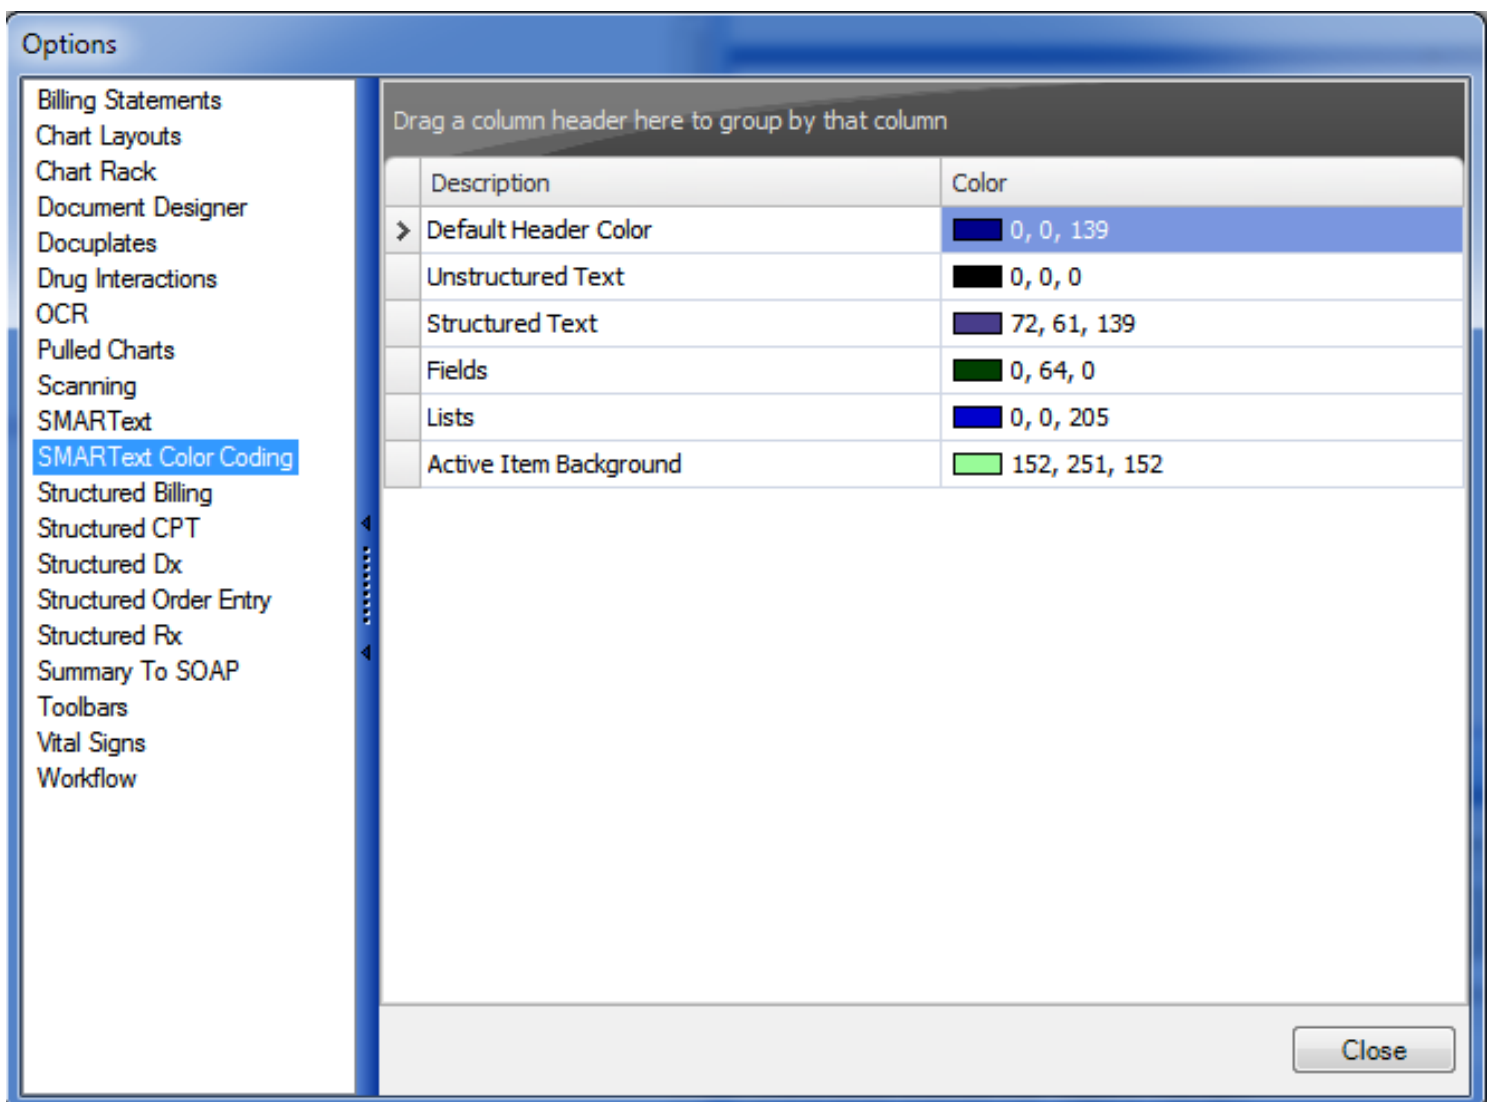 Options
Billing Statements
Chart Layouts
Chart Rack
Document Designer
Docuplates
Drug Interactions
OCR
Pulled Charts
Scanning
SMARText
SMARText Color Coding
Structured Billing
Structured CPT
Structured Dx
Structured Order Entry
Structured Rx
Summary To SOAP
Toolbars
Vital Signs
Workflow
Drag a column header here to group by that column
Description Color
Default Header Color 0, 0, 139
Unstructured Text 0, 0, 0
Structured Text 72, 61, 139
Fields 0, 64, 0
Lists 0, 0, 205
Active Item Background 152, 251, 152
Close